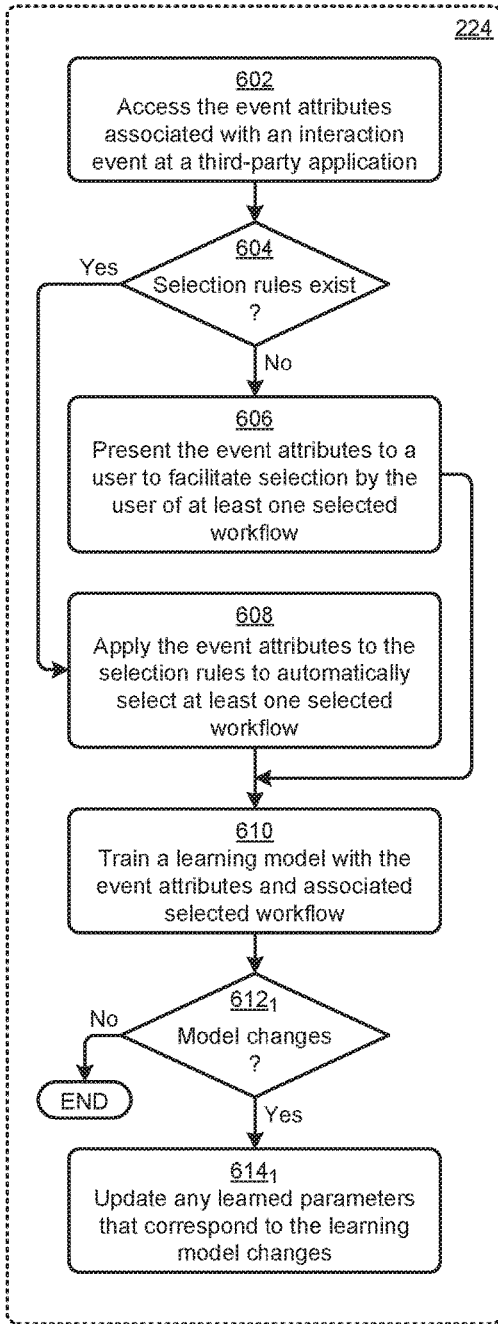 224
602
Access the event attributes
associated with an interaction
event at a third-party application
604
Yes
Selection rules exist
?
No
606
Present the event attributes to a
user to facilitate selection by the
user of at least one selected
workflow
608
Apply the event attributes to the
selection rules to automatically
select at least one selected
workflow
610
Train a learning model with the
event attributes and associated
selected workflow
612₁
No
Model changes
?
END
Yes
614₁
Update any learned parameters
that correspond to the learning
model changes